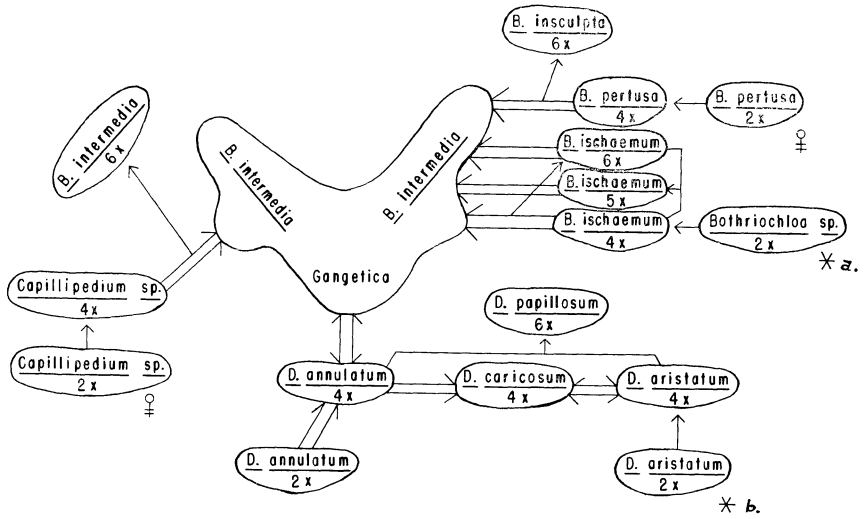 B. insculpta
6x
B. pertusa
4x
B. pertusa
2x
B. intermedia
6x
B. intermedia
B. intermedia
B. ischaemum
6x
B. ischaemum
5x
B. ischaemum
4x
Bothriochloa sp.
2x
* a.
Gangetica
Capillipedium sp.
4x
Capillipedium sp.
2x
D. papillosum
6x
D. annulatum
4x
D. caricosum
4x
D. aristatum
4x
D. annulatum
2x
D. aristatum
2x
* b.